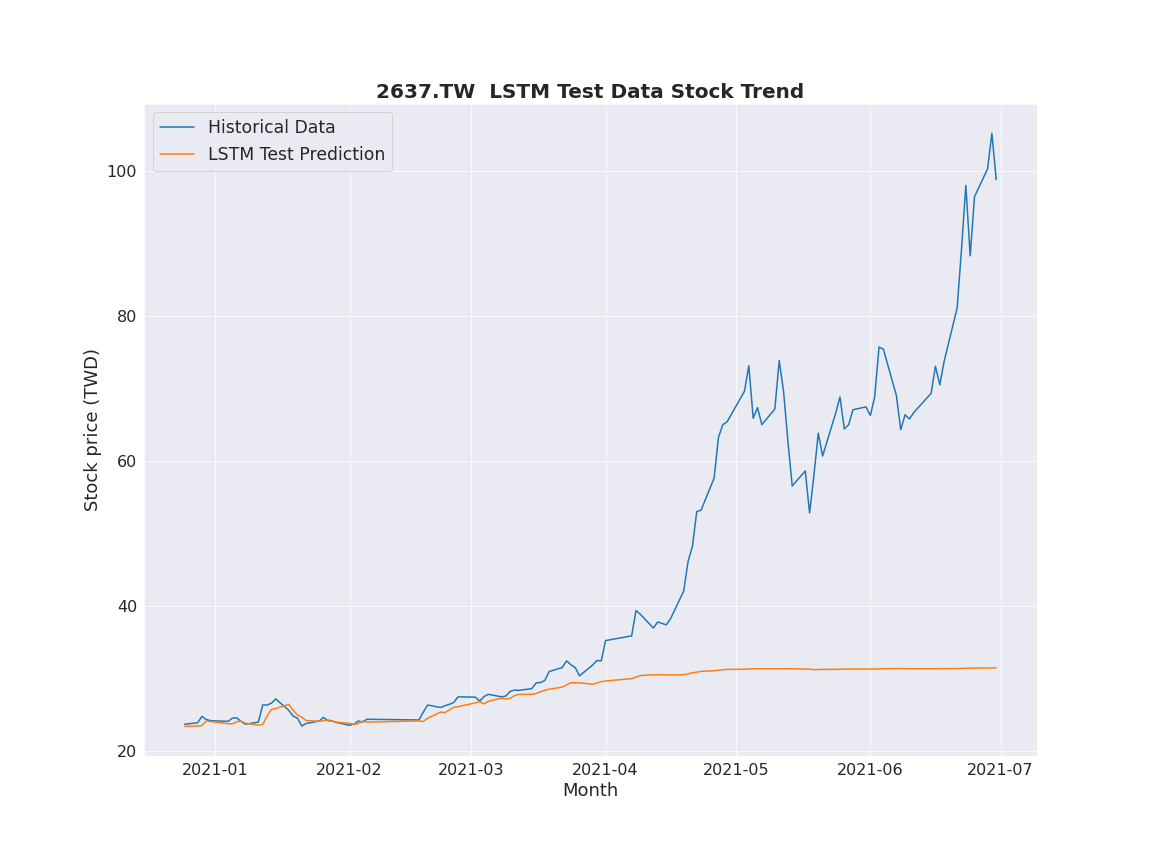 2637.TW  LSTM Test Data Stock Trend
Historical Data
LSTM Test Prediction
100
80
60
40
20
Stock price (TWD)
2021-01 2021-02 2021-03 2021-04 2021-05 2021-06 2021-07
Month